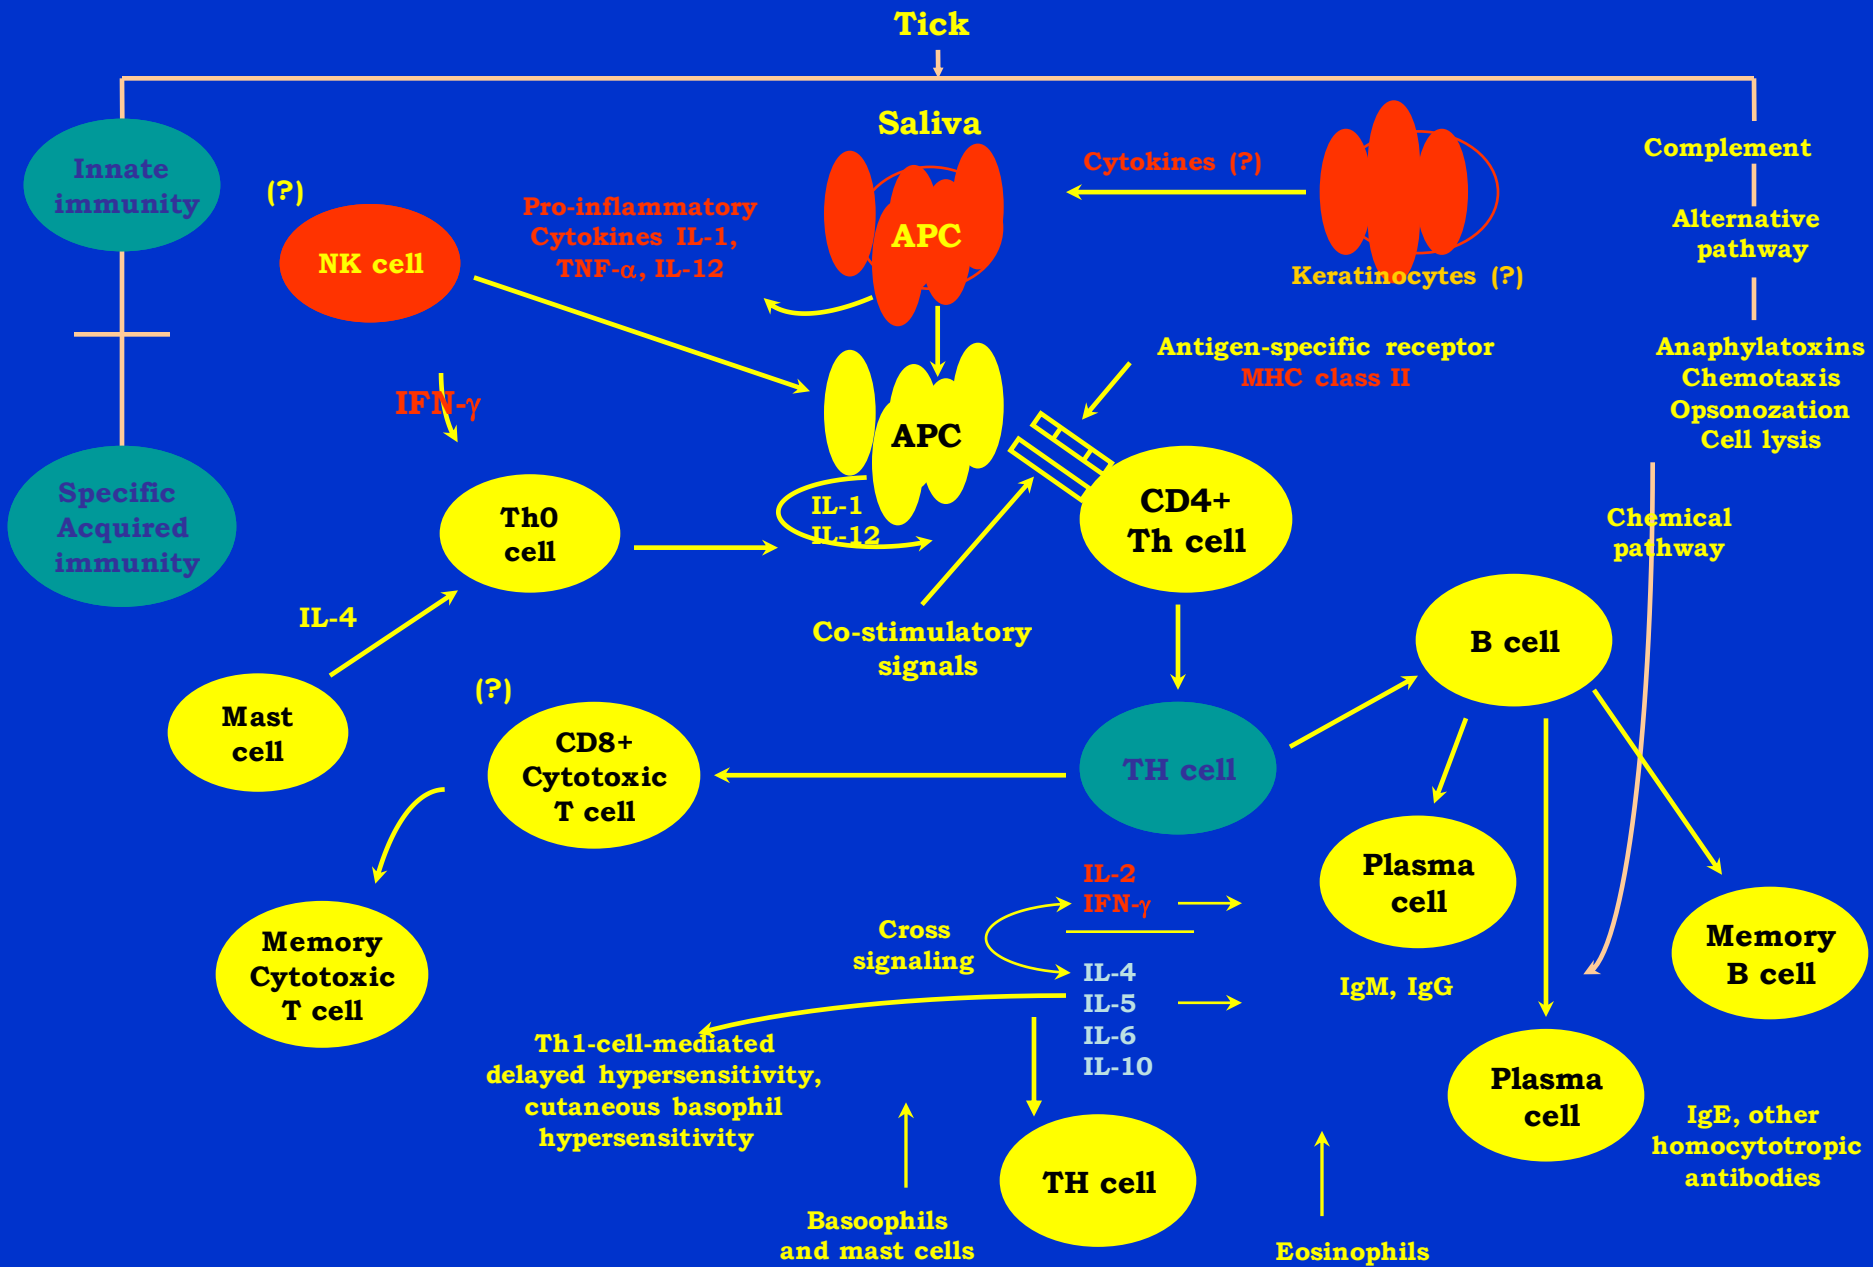 Tick
Saliva
Innate
immunity
(?)
NK cell
Pro-inflammatory
Cytokines IL-1,
TNF-α, IL-12
APC
Cytokines (?)
Keratinocytes (?)
Complement
Alternative
pathway
Anaphylatoxins
Chemotaxis
Opsonozation
Cell lysis
Antigen-specific receptor
MHC class II
IFN-γ
APC
IL-1
IL-12
CD4+
Th cell
Specific
Acquired
immunity
Th0
cell
Chemical
pathway
IL-4
Co-stimulatory
signals
B cell
Mast
cell
(?)
CD8+
Cytotoxic
T cell
TH cell
Plasma
cell
IL-2
IFN-γ
Cross
signaling
Memory
Cytotoxic
T cell
Memory
B cell
IL-4
IL-5
IL-6
IL-10
IgM, IgG
Th1-cell-mediated
delayed hypersensitivity,
cutaneous basophil
hypersensitivity
Plasma
cell
IgE, other
homocytotropic
antibodies
TH cell
Basoophils
and mast cells
Eosinophils